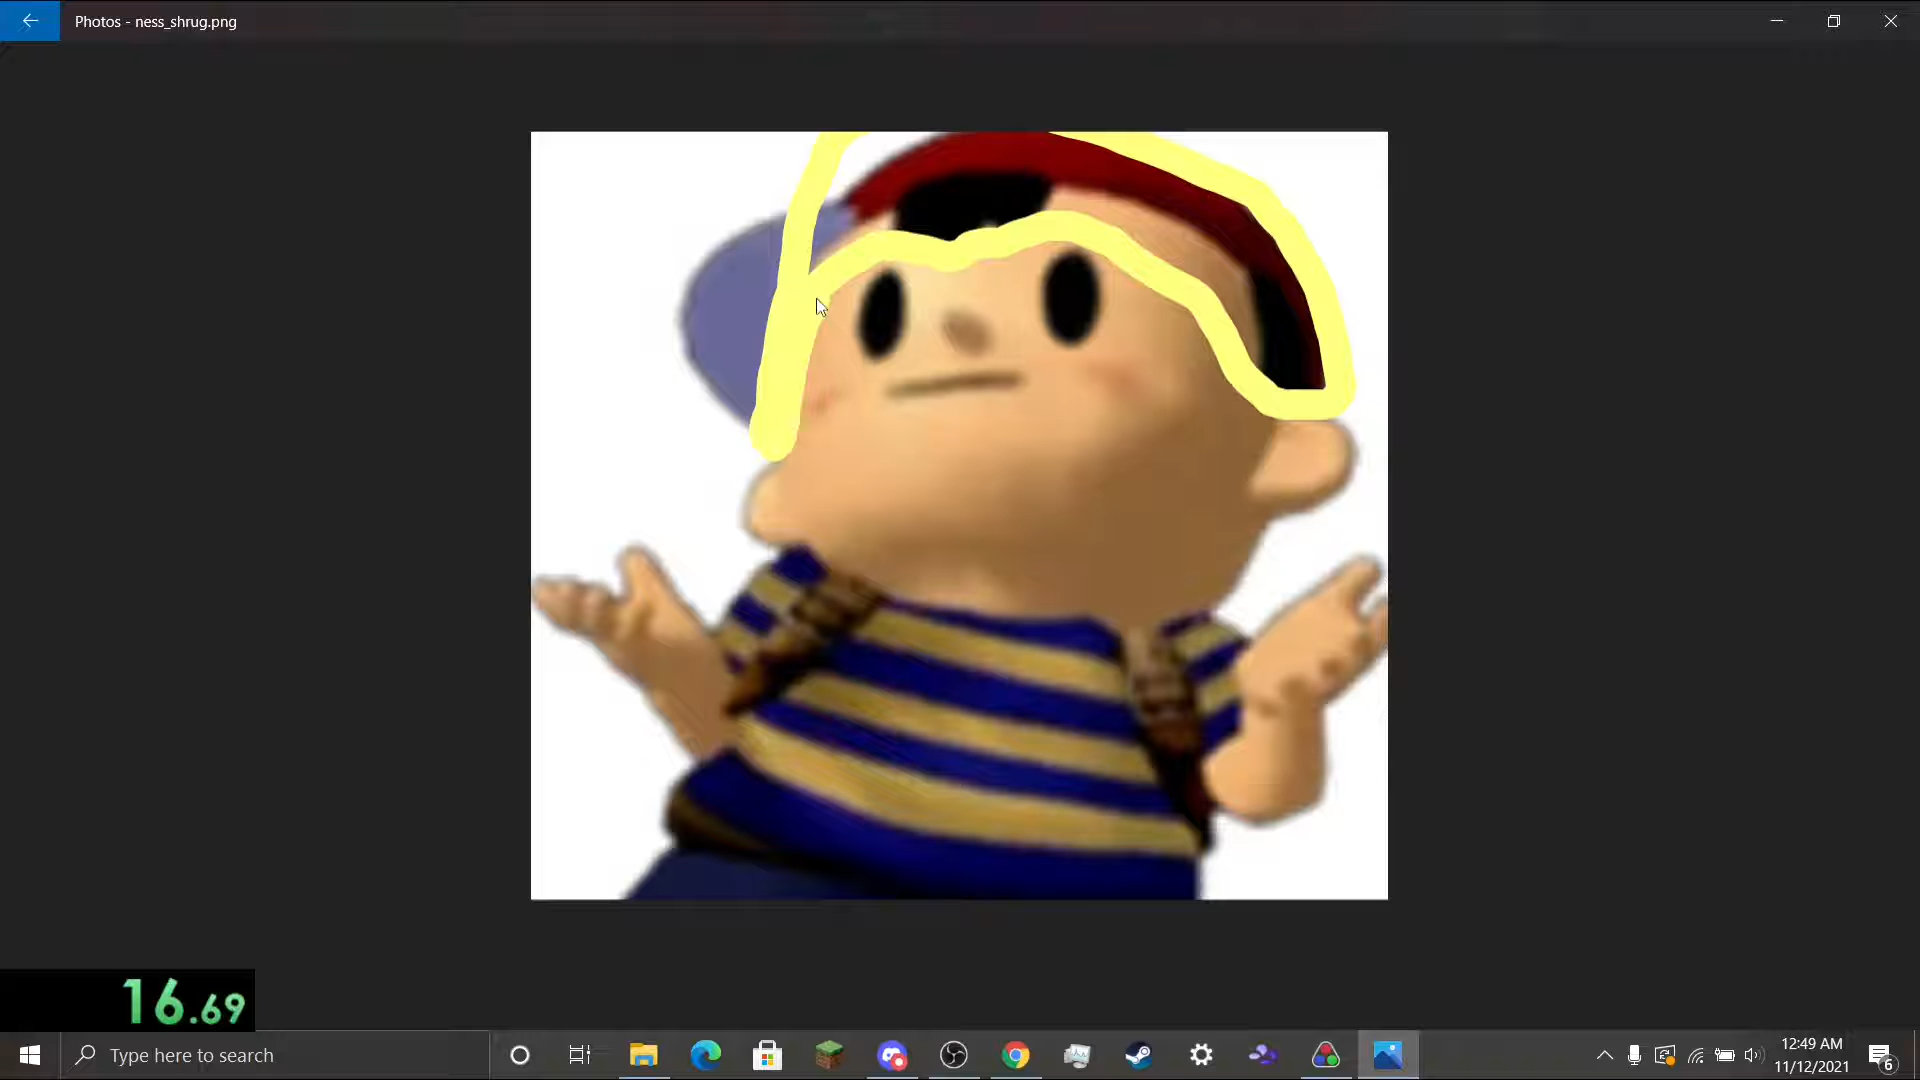 Photos - ness_shrug.png
16.69
Type here to search
12:49 AM
11/12/2021
6